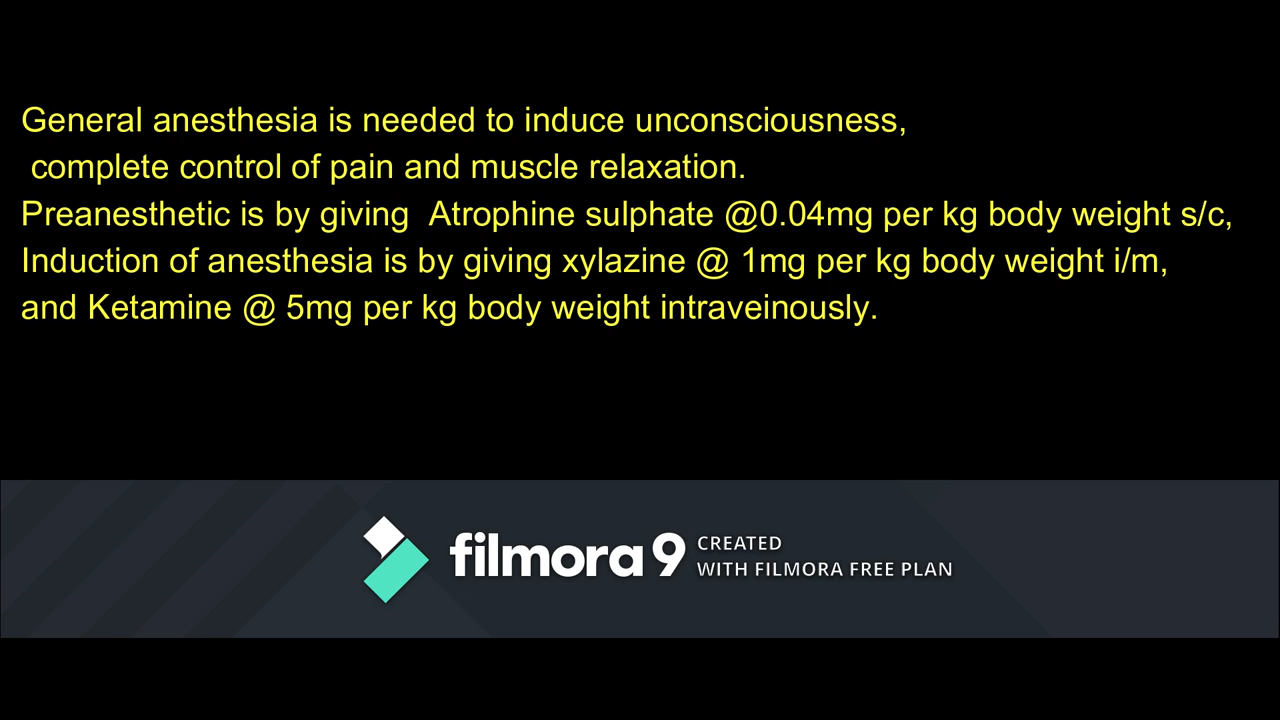 General anesthesia is needed to induce unconsciousness,
complete control of pain and muscle relaxation.
Preanesthetic is by giving  Atrophine sulphate @0.04mg per kg body weight s/c,
Induction of anesthesia is by giving xylazine @ 1mg per kg body weight i/m,
and Ketamine @ 5mg per kg body weight intraveinously.
filmora 9 CREATED
WITH FILMORA FREE PLAN